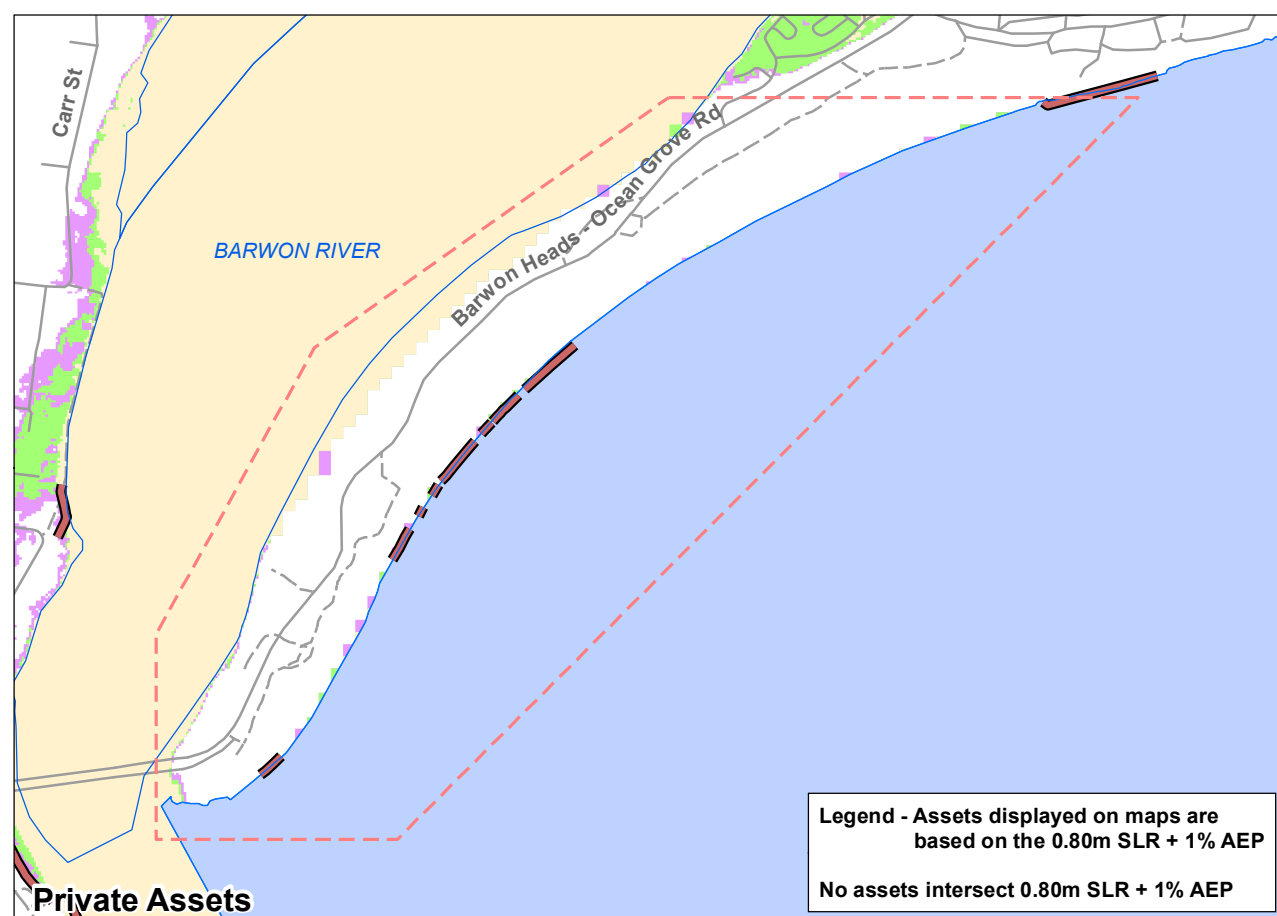 Carr St
BARWON RIVER
Barwon Heads - Ocean Grove Rd
Legend - Assets displayed on maps are
based on the 0.80m SLR + 1% AEP
No assets intersect 0.80m SLR + 1% AEP
Private Assets